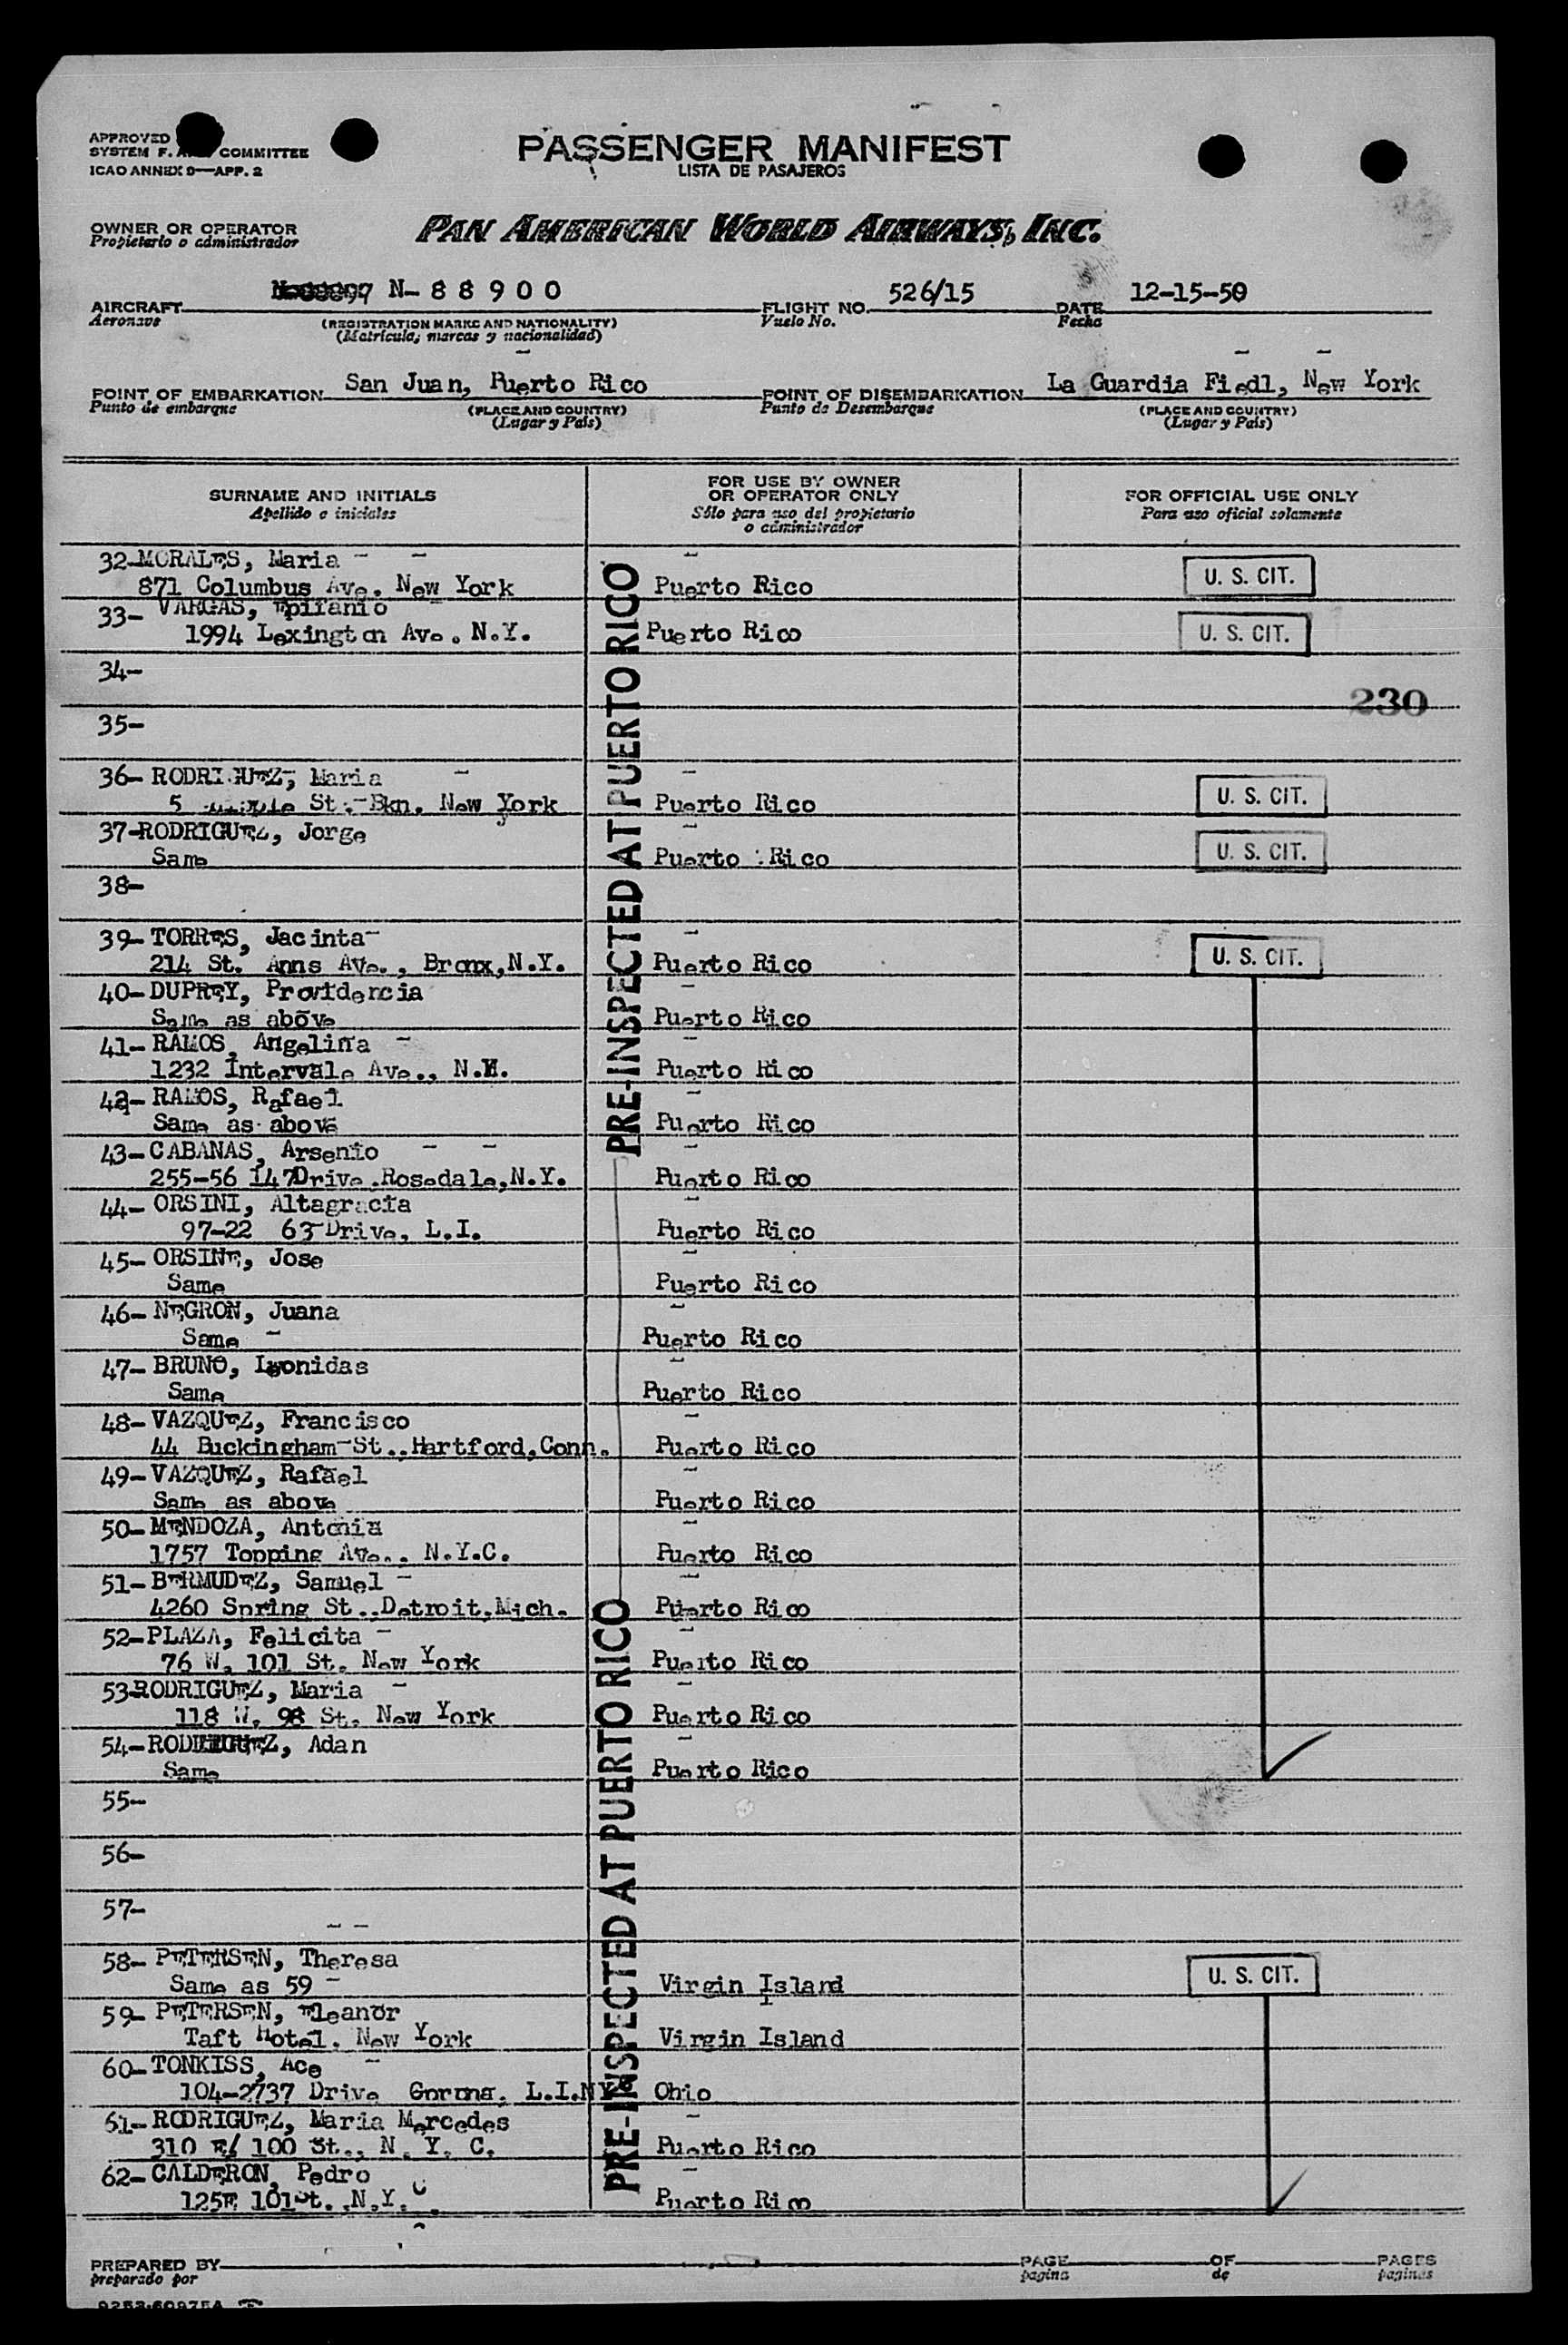 APPROVED
SYSTEM F. COMMITTEE
ICAO ANNEX 9—APP. 2
PASSENGER MANIFEST
LISTA DE PASAJEROS
OWNER OR OPERATOR
Propietario o administrador
PAN AMERICAN WORLD AIRWAYS, INC.
AIRCRAFT N-88900
Aeronave
(REGISTRATION MARKS AND NATIONALITY)
(Matrícula, marcas y nacionalidad)
FLIGHT NO. 526/15
Vuelo No.
DATE 12-15-50
Fecha
POINT OF EMBARKATION San Juan, Puerto Rico
Punto de embarque
(PLACE AND COUNTRY)
(Lugar y País)
POINT OF DISEMBARKATION La Guardia Fiedl, New York
Punto de Desembarque
(PLACE AND COUNTRY)
(Lugar y País)
SURNAME AND INITIALS
Apellido e iniciales
FOR USE BY OWNER
OR OPERATOR ONLY
Sólo para uso del propietario
o administrador
FOR OFFICIAL USE ONLY
Para uso oficial solamente
PRE-INSPECTED AT PUERTO RICO
32-MORALES, Maria
871 Columbus Ave. New York Puerto Rico U. S. CIT.
33- VARGAS, Epifanio
1994 Lexington Ave. N.Y. Puerto Rico U. S. CIT.
34-
230
35-
36- RODRIGUEZ, Maria
5 St. Bkn. New York Puerto Rico U. S. CIT.
37-RODRIGUEZ, Jorge
Same Puerto Rico U. S. CIT.
38-
39- TORRES, Jacinta
214 St. Anns Ave., Bronx, N.Y. Puerto Rico U. S. CIT.
40- DUPREY, Providencia
Same as above Puerto Rico
41- RAMOS, Angelina
1232 Intervale Ave., N.Y. Puerto Rico
42- RAMOS, Rafael
Same as above Puerto Rico
43- CABANAS, Arsenio
255-56 147Drive.Rosedale,N.Y. Puerto Rico
44- ORSINI, Altagracia
97-22 63 Drive, L.I. Puerto Rico
45- ORSINE, Jose
Same Puerto Rico
46- NEGRON, Juana
Same Puerto Rico
47- BRUNO, Leonidas
Same Puerto Rico
48- VAZQUEZ, Francisco
44 Buckingham St.,Hartford,Conn. Puerto Rico
49- VAZQUEZ, Rafael
Same as above Puerto Rico
50- MENDOZA, Antonia
1757 Topping Ave., N.Y.C. Puerto Rico
51- BERMUDEZ, Samuel
4260 Spring St.,Detroit,Mich. Puerto Rico
PRE-INSPECTED AT PUERTO RICO
52-PLAZA, Felicita
76 W. 101 St. New York Puerto Rico
53-RODRIGUEZ, Maria
118 W. 98 St. New York Puerto Rico
54-RODRIGUEZ, Adan
Same Puerto Rico
55-
56-
57-
58- PETERSEN, Theresa
Same as 59 Virgin Island U. S. CIT.
59- PETERSEN, Eleanor
Taft Hotel. New York Virgin Island
60- TONKISS, Ace
104-2737 Drive Corona, L.I.NY. Ohio
61- RODRIGUEZ, Maria Mercedes
310 E/ 100 St., N. Y. C. Puerto Rico
62- CALDERON, Pedro
125E 101St. N.Y.C. Puerto Rico
PREPARED BY
preparado por
PAGE OF PAGES
pagina de paginas